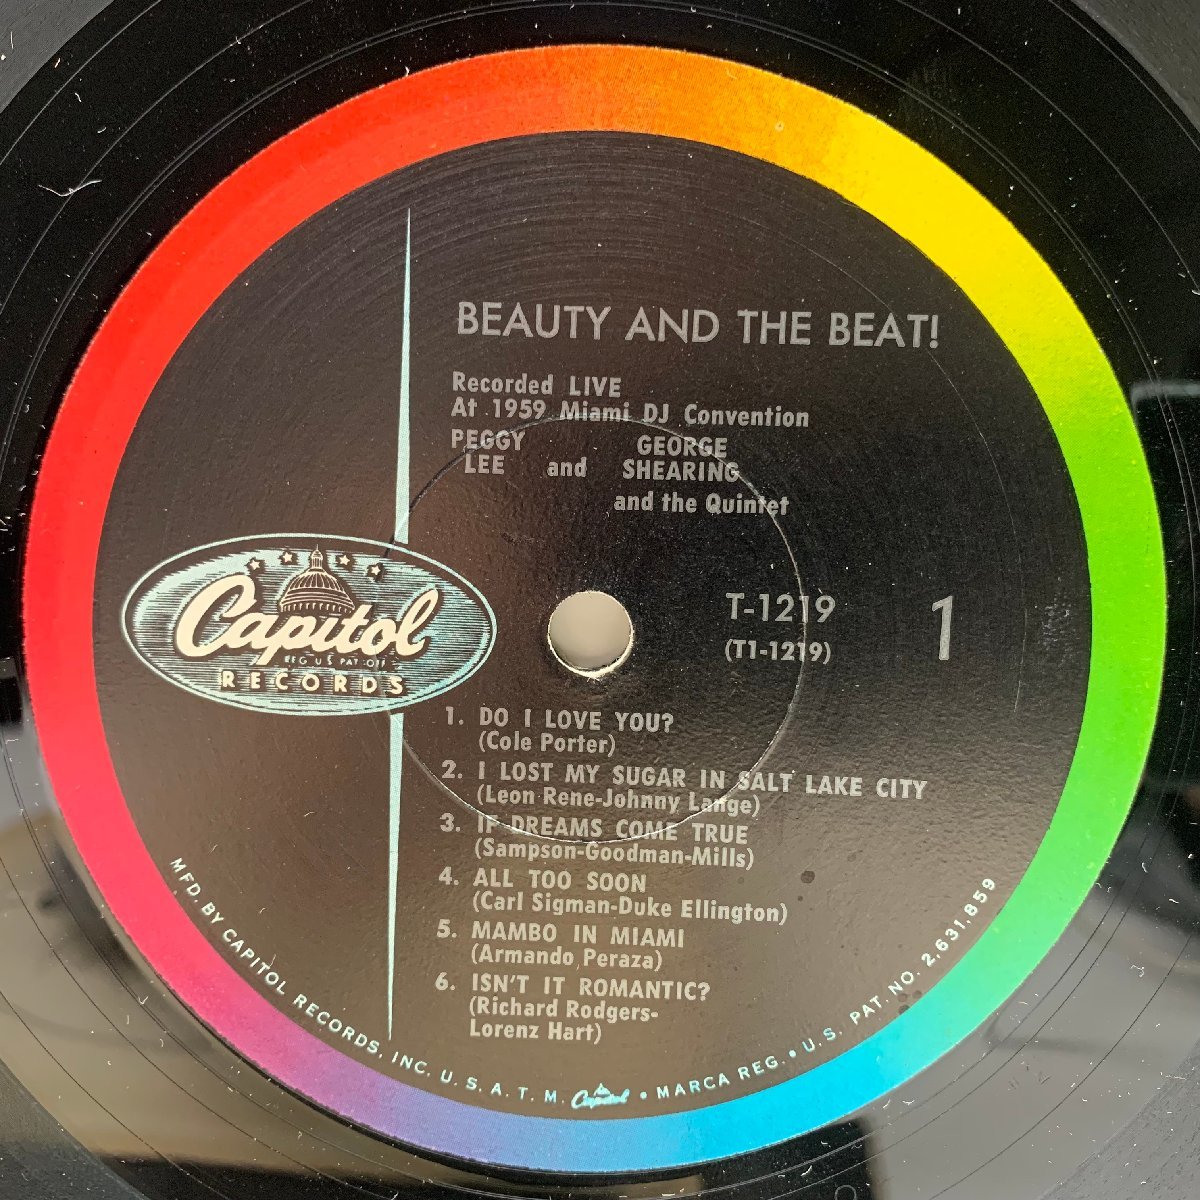 BEAUTY AND THE BEAT!
Recorded LIVE
At 1959 Miami DJ Convention
PEGGY GEORGE
LEE and SHEARING
and the Quintet
Capitol
REG U S PAT OFF
RECORDS
T-1219
(T1-1219)
1
1. DO I LOVE YOU?
(Cole Porter)
2. I LOST MY SUGAR IN SALT LAKE CITY
(Leon Rene-Johnny Lange)
3. IF DREAMS COME TRUE
(Sampson-Goodman-Mills)
4. ALL TOO SOON
(Carl Sigman-Duke Ellington)
5. MAMBO IN MIAMI
(Armando Peraza)
6. ISN'T IT ROMANTIC?
(Richard Rodgers-
Lorenz Hart)
MFD. BY CAPITOL RECORDS, INC. U. S. A. T. M. Capitol • MARCA REG. • U. S. PAT. NO. 2,631,859